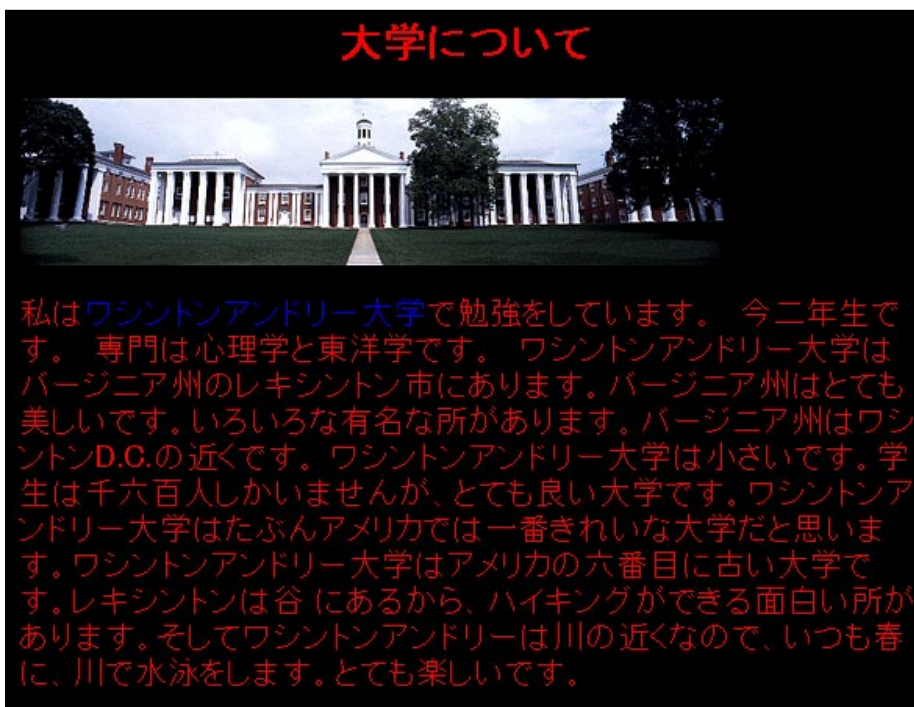 大学について
私はワシントンアンドリー大学で勉強をしています。　今二年生で
す。　専門は心理学と東洋学です。　ワシントンアンドリー大学は
バージニア州のレキシントン市にあります。バージニア州はとても
美しいです。いろいろな有名な所があります。バージニア州はワシ
ントンD.C.の近くです。ワシントンアンドリー大学は小さいです。学
生は千六百人しかいませんが、とても良い大学です。ワシントンア
ンドリー大学はたぶんアメリカでは一番きれいな大学だと思いま
す。ワシントンアンドリー大学はアメリカの六番目に古い大学で
す。レキシントンは谷 にあるから、ハイキングができる面白い所が
あります。そしてワシントンアンドリーは川の近くなので、いつも春
に、川で水泳をします。とても楽しいです。